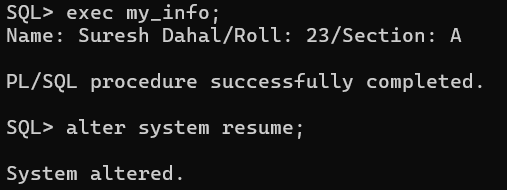 SQL> exec my_info;
Name: Suresh Dahal/Roll: 23/Section: A
PL/SQL procedure successfully completed.
SQL> alter system resume;
System altered.